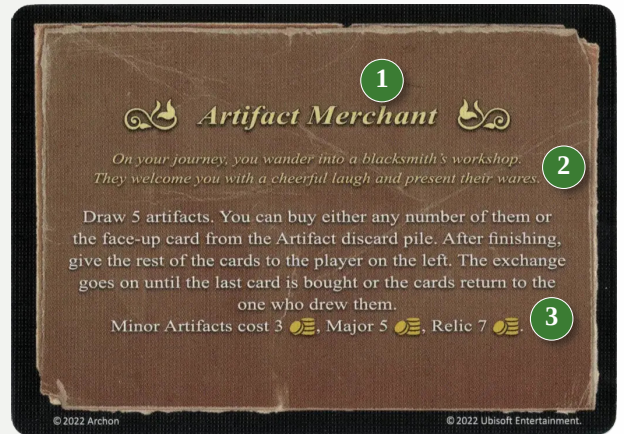 1
Artifact Merchant
On your journey, you wander into a blacksmith's workshop.
2
They welcome you with a cheerful laugh and present their wares.
Draw 5 artifacts. You can buy either any number of them or
the face-up card from the Artifact discard pile. After finishing,
give the rest of the cards to the player on the left. The exchange
goes on until the last card is bought or the cards return to the
one who drew them.
Minor Artifacts cost 3 , Major 5 , Relic 7 .
3
© 2022 Archon
© 2022 Ubisoft Entertainment.